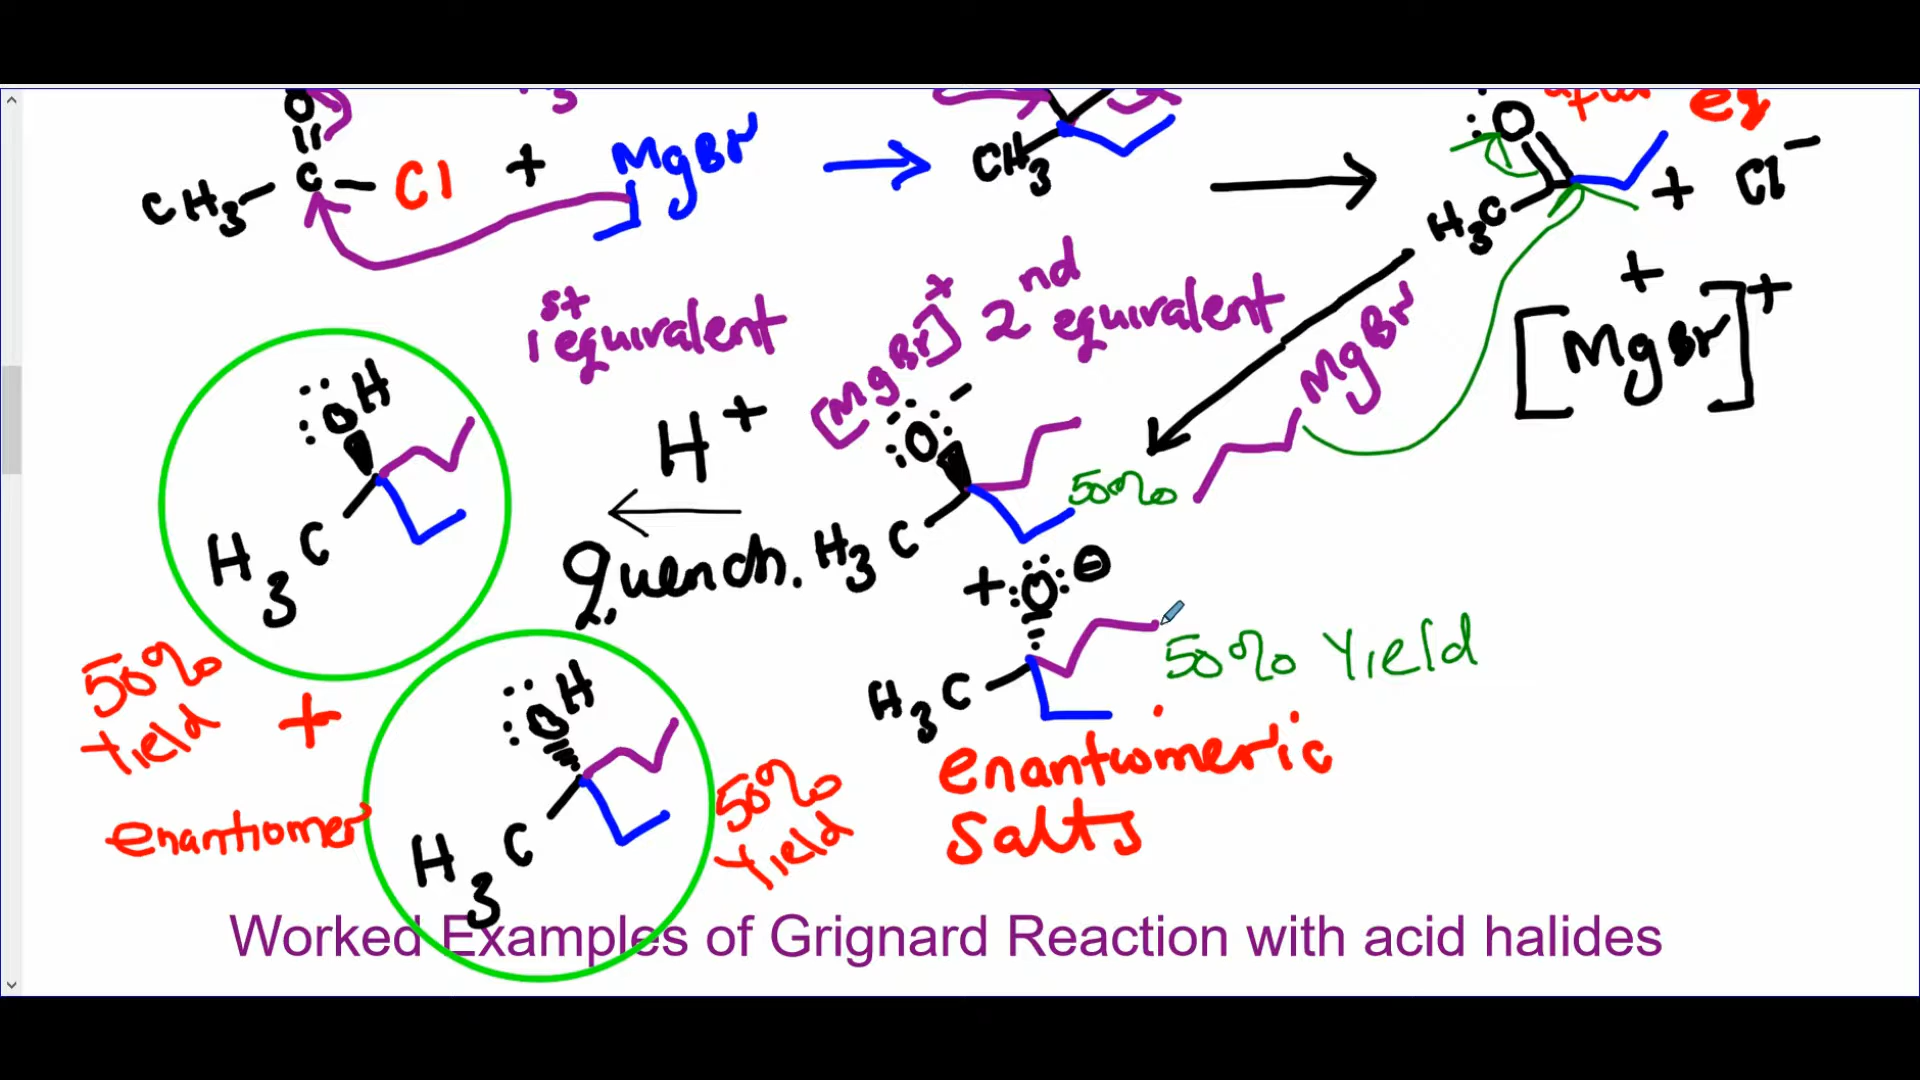 O
CH3 - C - Cl + MgBr
CH3
O
H3C
+ Cl-
+
[MgBr]+
1st equivalent
2nd equivalent
MgBr
[MgBr]+
O-
H3C
50%
H+
Quench.
OH
H3C
50% Yield
+
enantiomer
OH
H3C
50% Yield
+ O ⊖
H3C
50% Yield
enantiomeric
salts
Worked Examples of Grignard Reaction with acid halides